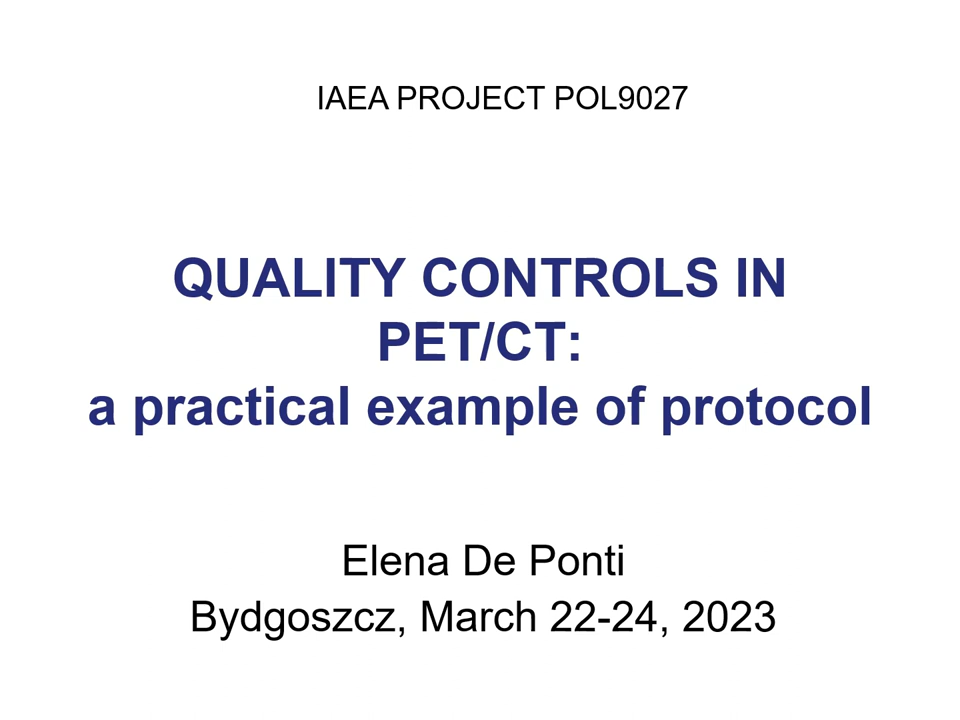 IAEA PROJECT POL9027
QUALITY CONTROLS IN
PET/CT:
a practical example of protocol
Elena De Ponti
Bydgoszcz, March 22-24, 2023